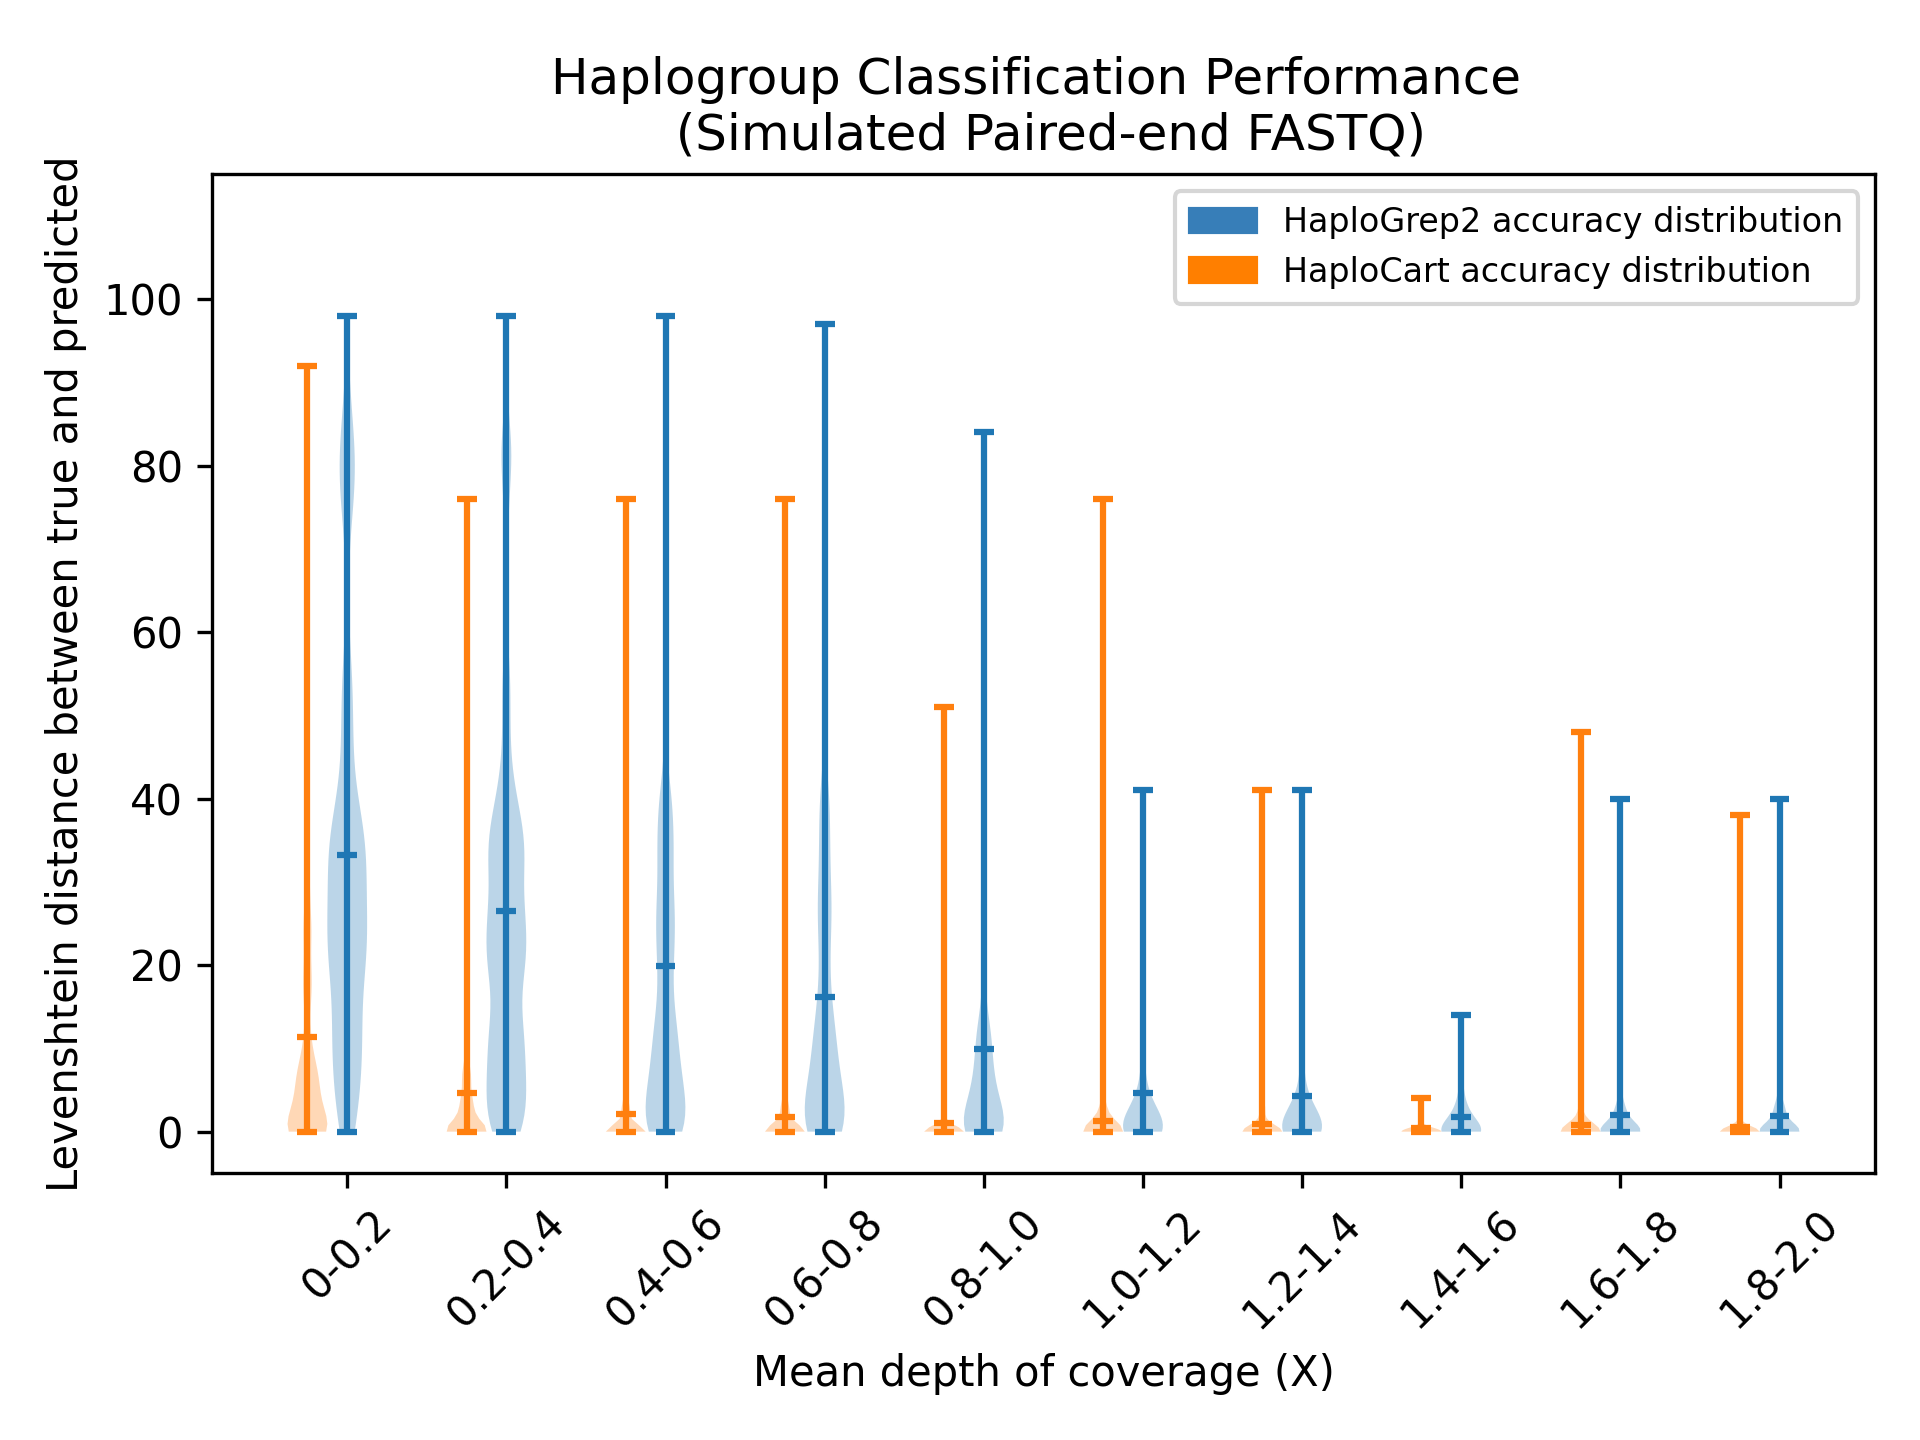 Haplogroup Classification Performance
(Simulated Paired-end FASTQ)
HaploGrep2 accuracy distribution
HaploCart accuracy distribution
Levenshtein distance between true and predicted
100
80
60
40
20
0
0-0.2
0.2-0.4
0.4-0.6
0.6-0.8
0.8-1.0
1.0-1.2
1.2-1.4
1.4-1.6
1.6-1.8
1.8-2.0
Mean depth of coverage (X)